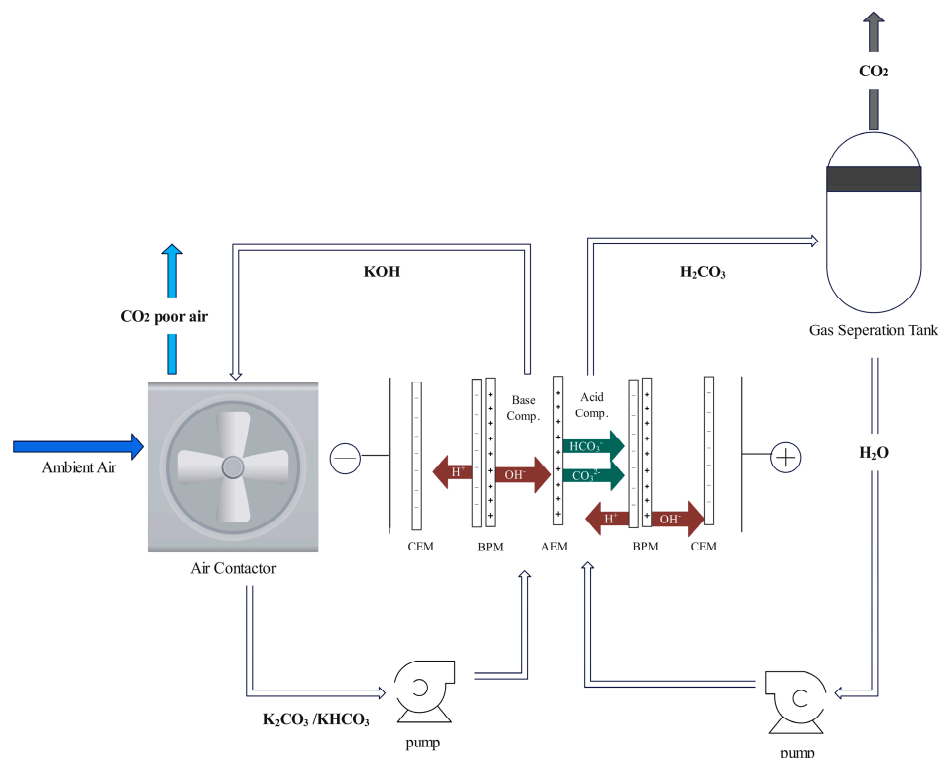 CO₂
KOH
H₂CO₃
CO₂ poor air
Gas Seperation Tank
Base
Comp.
Acid
Comp.
Ambient Air
HCO₃⁻
H⁺
OH⁻
CO₃²⁻
H₂O
H⁺
OH⁻
CEM
BPM
AEM
BPM
CEM
Air Contactor
K₂CO₃ /KHCO₃
pump
pump